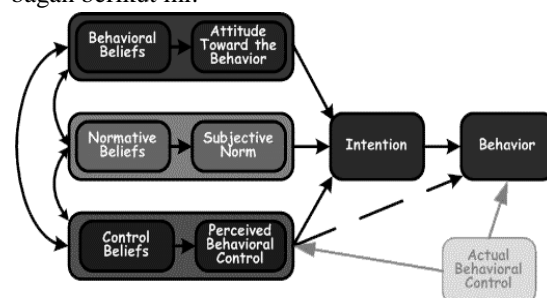 bagan berikut ini:
Behavioral
Beliefs
Attitude
Toward the
Behavior
Normative
Beliefs
Subjective
Norm
Intention
Behavior
Control
Beliefs
Perceived
Behavioral
Control
Actual
Behavioral
Control